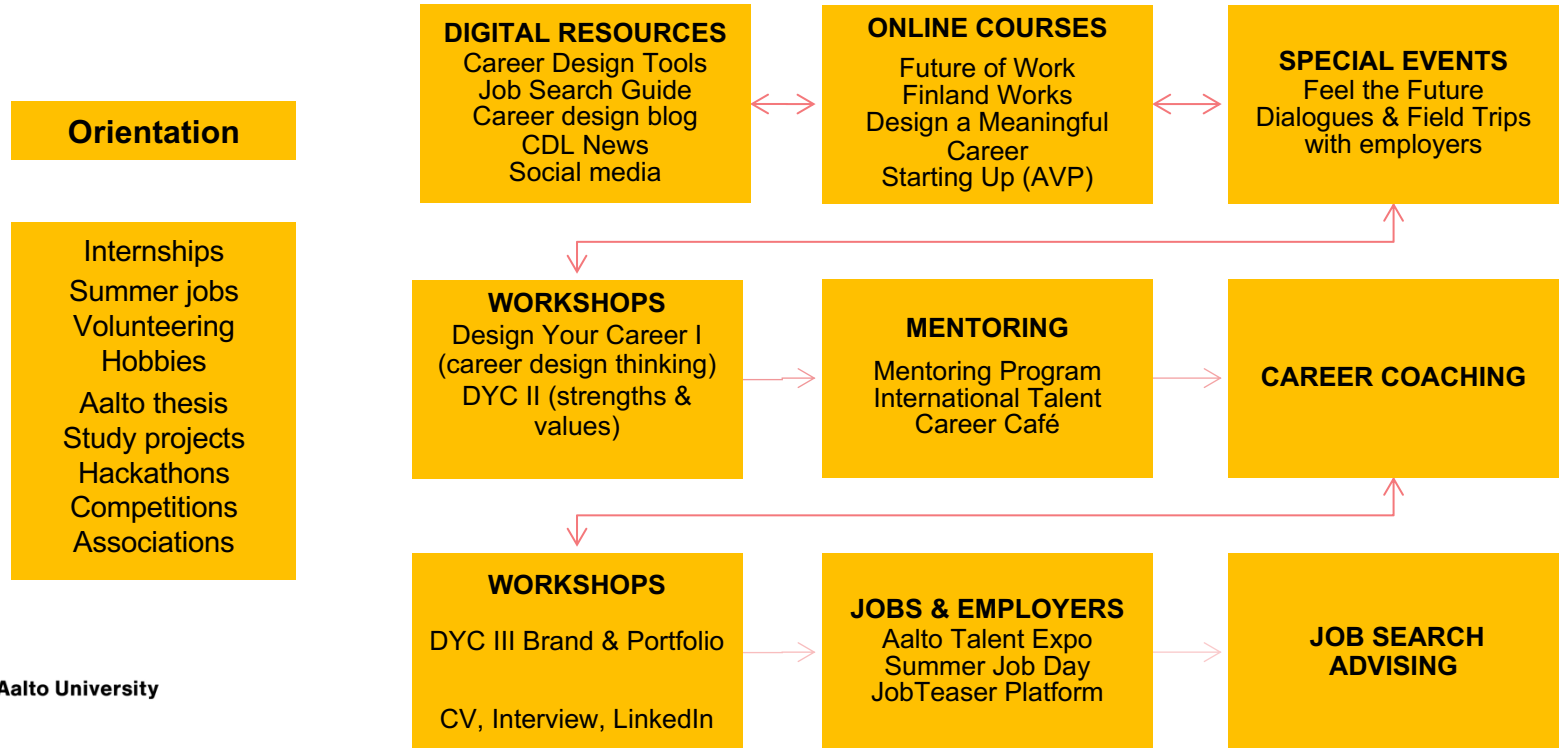 Orientation
Internships
Summer jobs
Volunteering
Hobbies
Aalto thesis
Study projects
Hackathons
Competitions
Associations
DIGITAL RESOURCES
Career Design Tools
Job Search Guide
Career design blog
CDL News
Social media
ONLINE COURSES
Future of Work
Finland Works
Design a Meaningful
Career
Starting Up (AVP)
SPECIAL EVENTS
Feel the Future
Dialogues & Field Trips
with employers
WORKSHOPS
Design Your Career I
(career design thinking)
DYC II (strengths &
values)
MENTORING
Mentoring Program
International Talent
Career Café
CAREER COACHING
WORKSHOPS
DYC III Brand & Portfolio
CV, Interview, LinkedIn
JOBS & EMPLOYERS
Aalto Talent Expo
Summer Job Day
JobTeaser Platform
JOB SEARCH
ADVISING
Aalto University